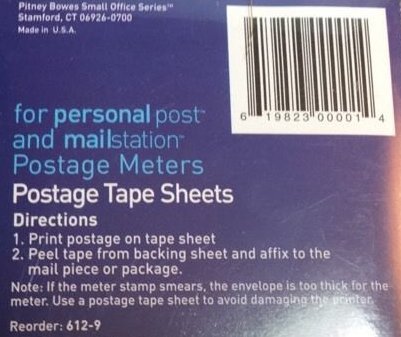 Pitney Bowes Small Office Series™
Stamford, CT 06926-0700
Made in U.S.A.
6 19823 00001 4
for personal post™
and mailstation™
Postage Meters
Postage Tape Sheets
Directions
1. Print postage on tape sheet
2. Peel tape from backing sheet and affix to the
mail piece or package.
Note: If the meter stamp smears, the envelope is too thick for the
meter. Use a postage tape sheet to avoid damaging the printer.
Reorder: 612-9